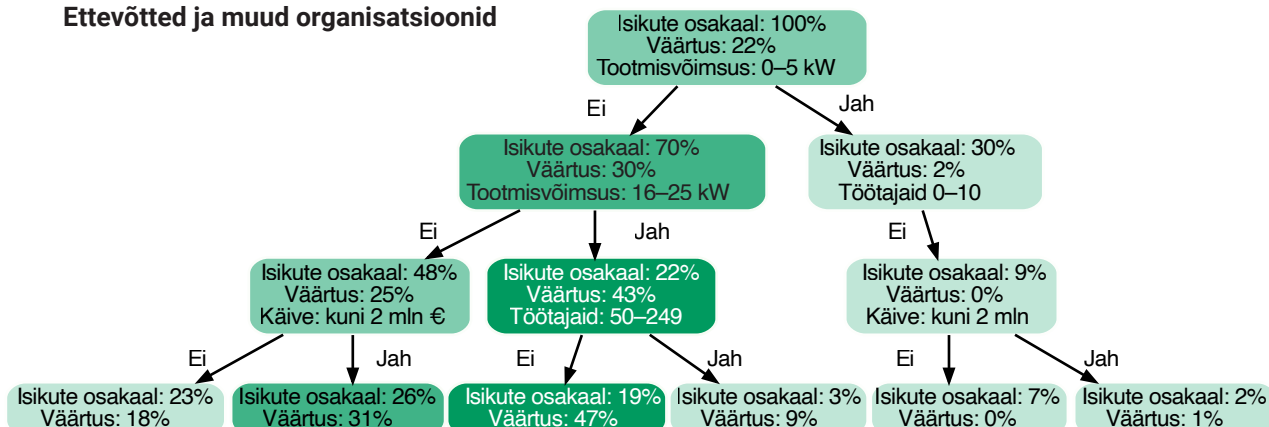 Ettevõtted ja muud organisatsioonid
Isikute osakaal: 100%
Väärtus: 22%
Tootmisvõimsus: 0–5 kW
Ei
Jah
Isikute osakaal: 70%
Väärtus: 30%
Tootmisvõimsus: 16–25 kW
Isikute osakaal: 30%
Väärtus: 2%
Töötajaid 0–10
Ei
Jah
Ei
Isikute osakaal: 48%
Väärtus: 25%
Käive: kuni 2 mln €
Isikute osakaal: 22%
Väärtus: 43%
Töötajaid: 50–249
Isikute osakaal: 9%
Väärtus: 0%
Käive: kuni 2 mln
Ei
Jah
Ei
Jah
Ei
Jah
Isikute osakaal: 23%
Väärtus: 18%
Isikute osakaal: 26%
Väärtus: 31%
Isikute osakaal: 19%
Väärtus: 47%
Isikute osakaal: 3%
Väärtus: 9%
Isikute osakaal: 7%
Väärtus: 0%
Isikute osakaal: 2%
Väärtus: 1%